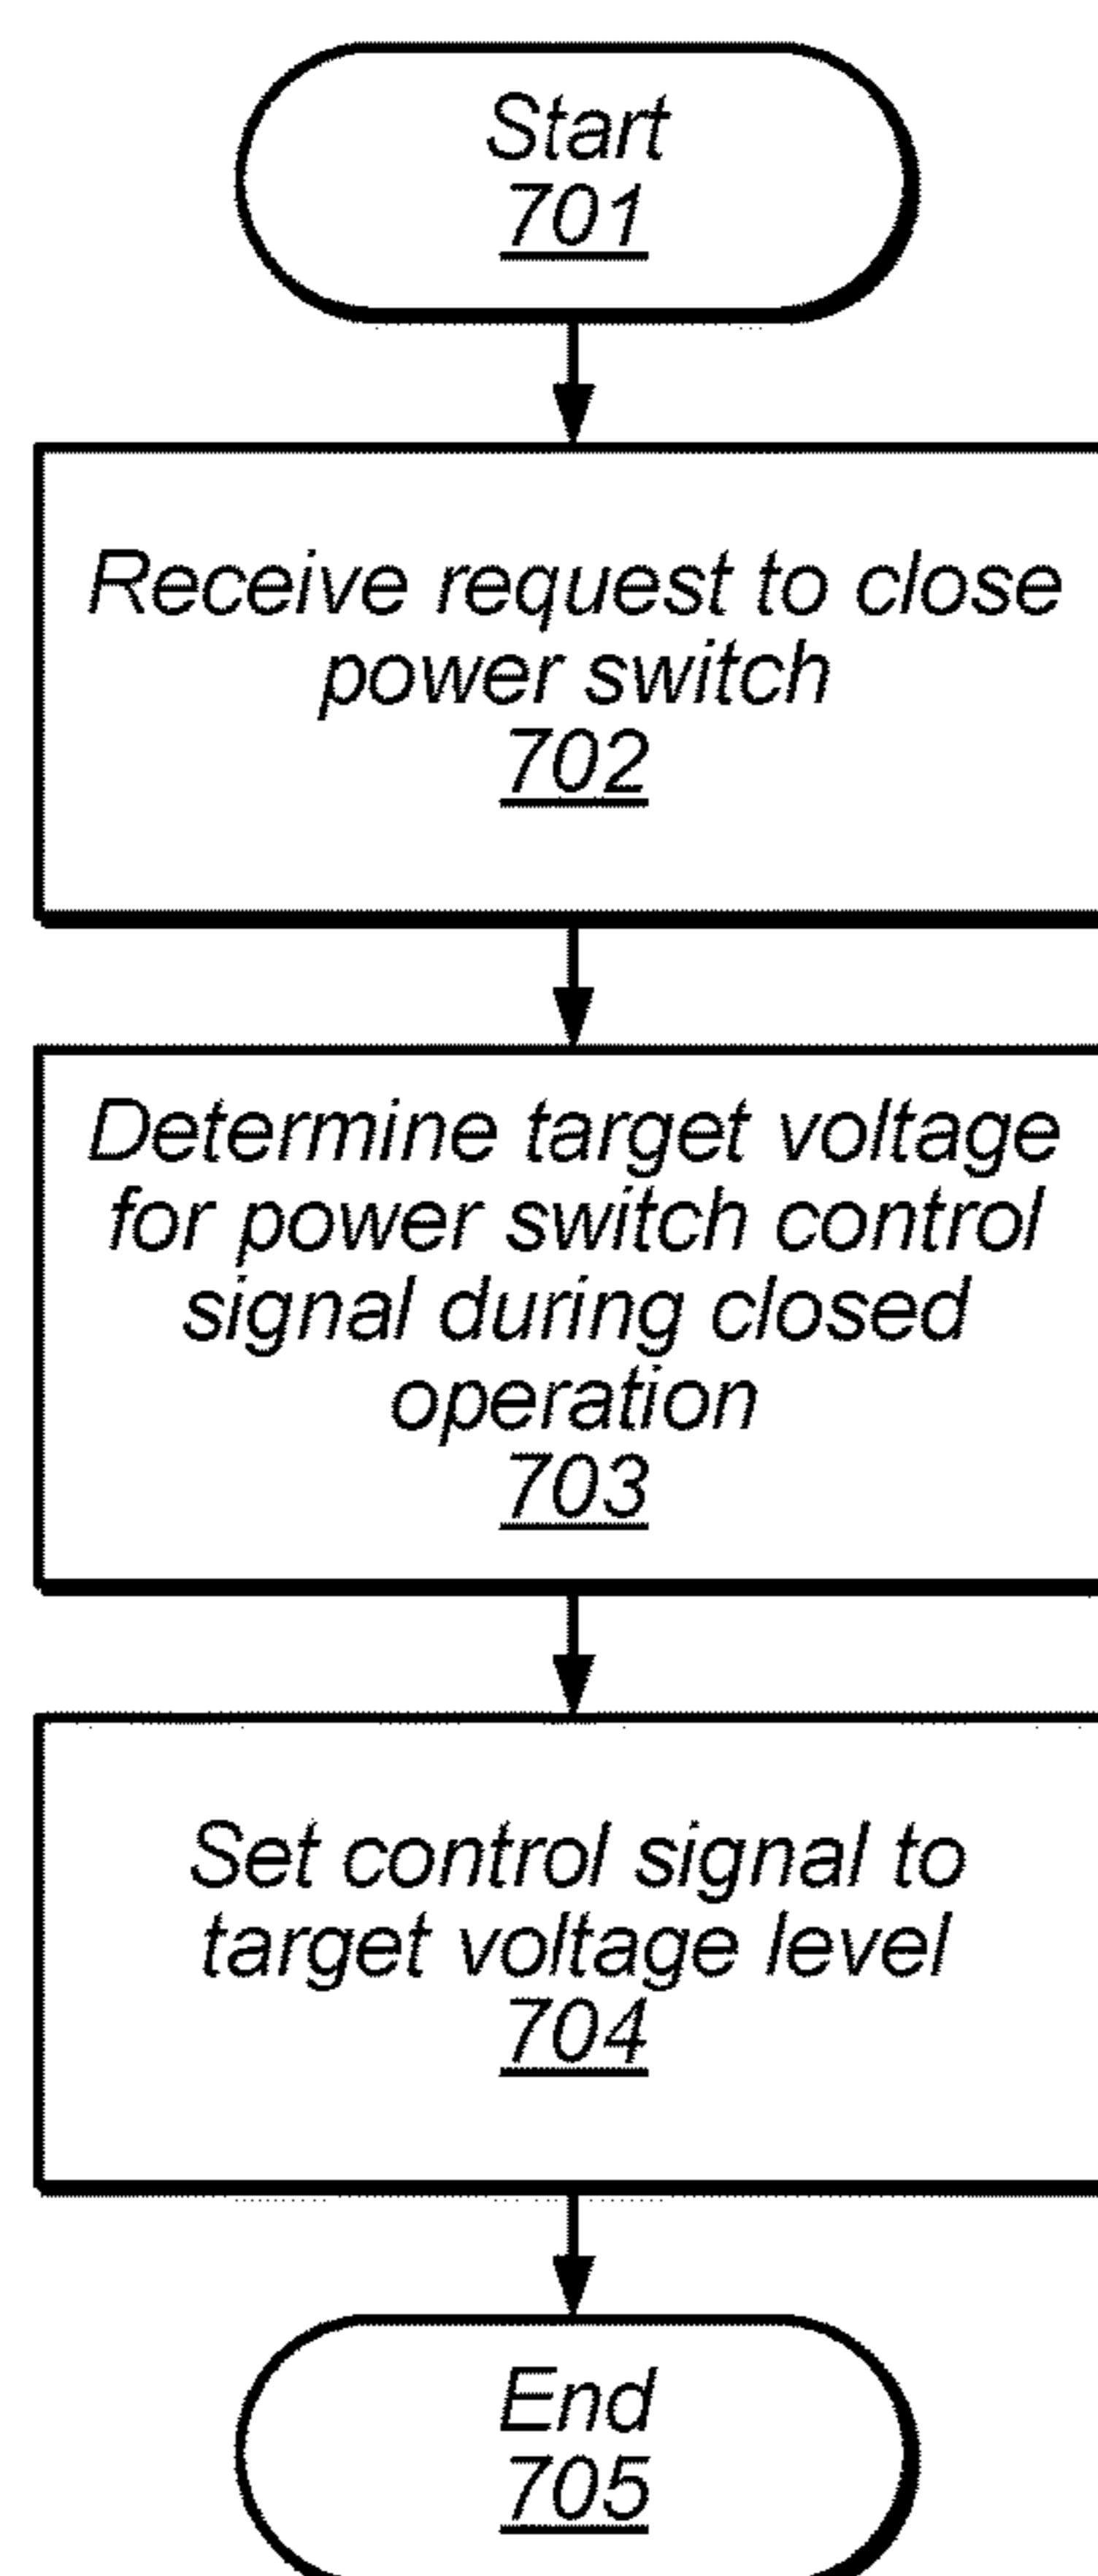 Start
701
Receive request to close
power switch
702
Determine target voltage
for power switch control
signal during closed
operation
703
Set control signal to
target voltage level
704
End
705